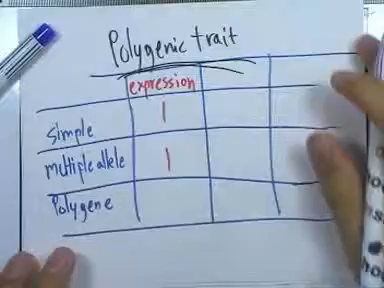 Polygenic trait
expression
simple 1
multiple allele 1
Polygene